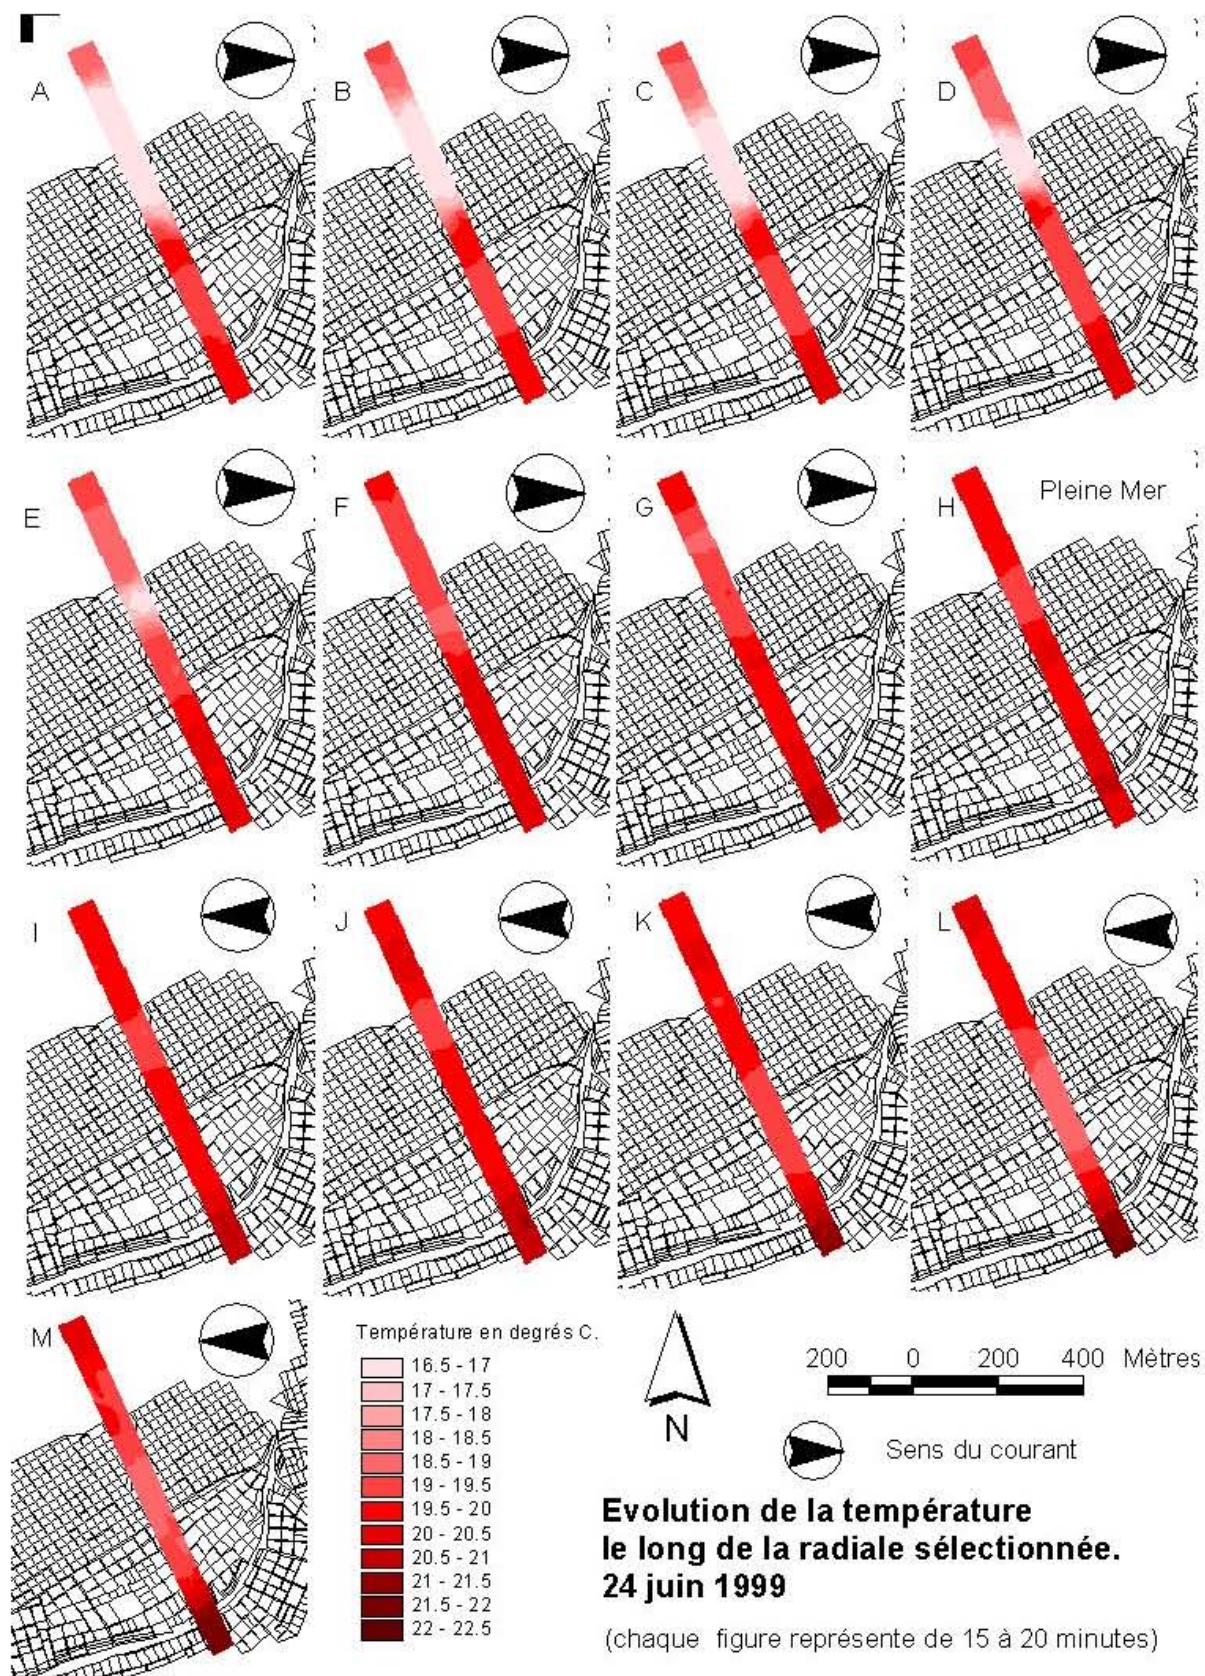 A
B
C
D
E
F
G
H
Pleine Mer
I
J
K
L
M
Température en degrés C.
16.5 - 17
17 - 17.5
17.5 - 18
18 - 18.5
18.5 - 19
19 - 19.5
19.5 - 20
20 - 20.5
20.5 - 21
21 - 21.5
21.5 - 22
22 - 22.5
N
200 0 200 400 Mètres
Sens du courant
Evolution de la température
le long de la radiale sélectionnée.
24 juin 1999
(chaque figure représente de 15 à 20 minutes)